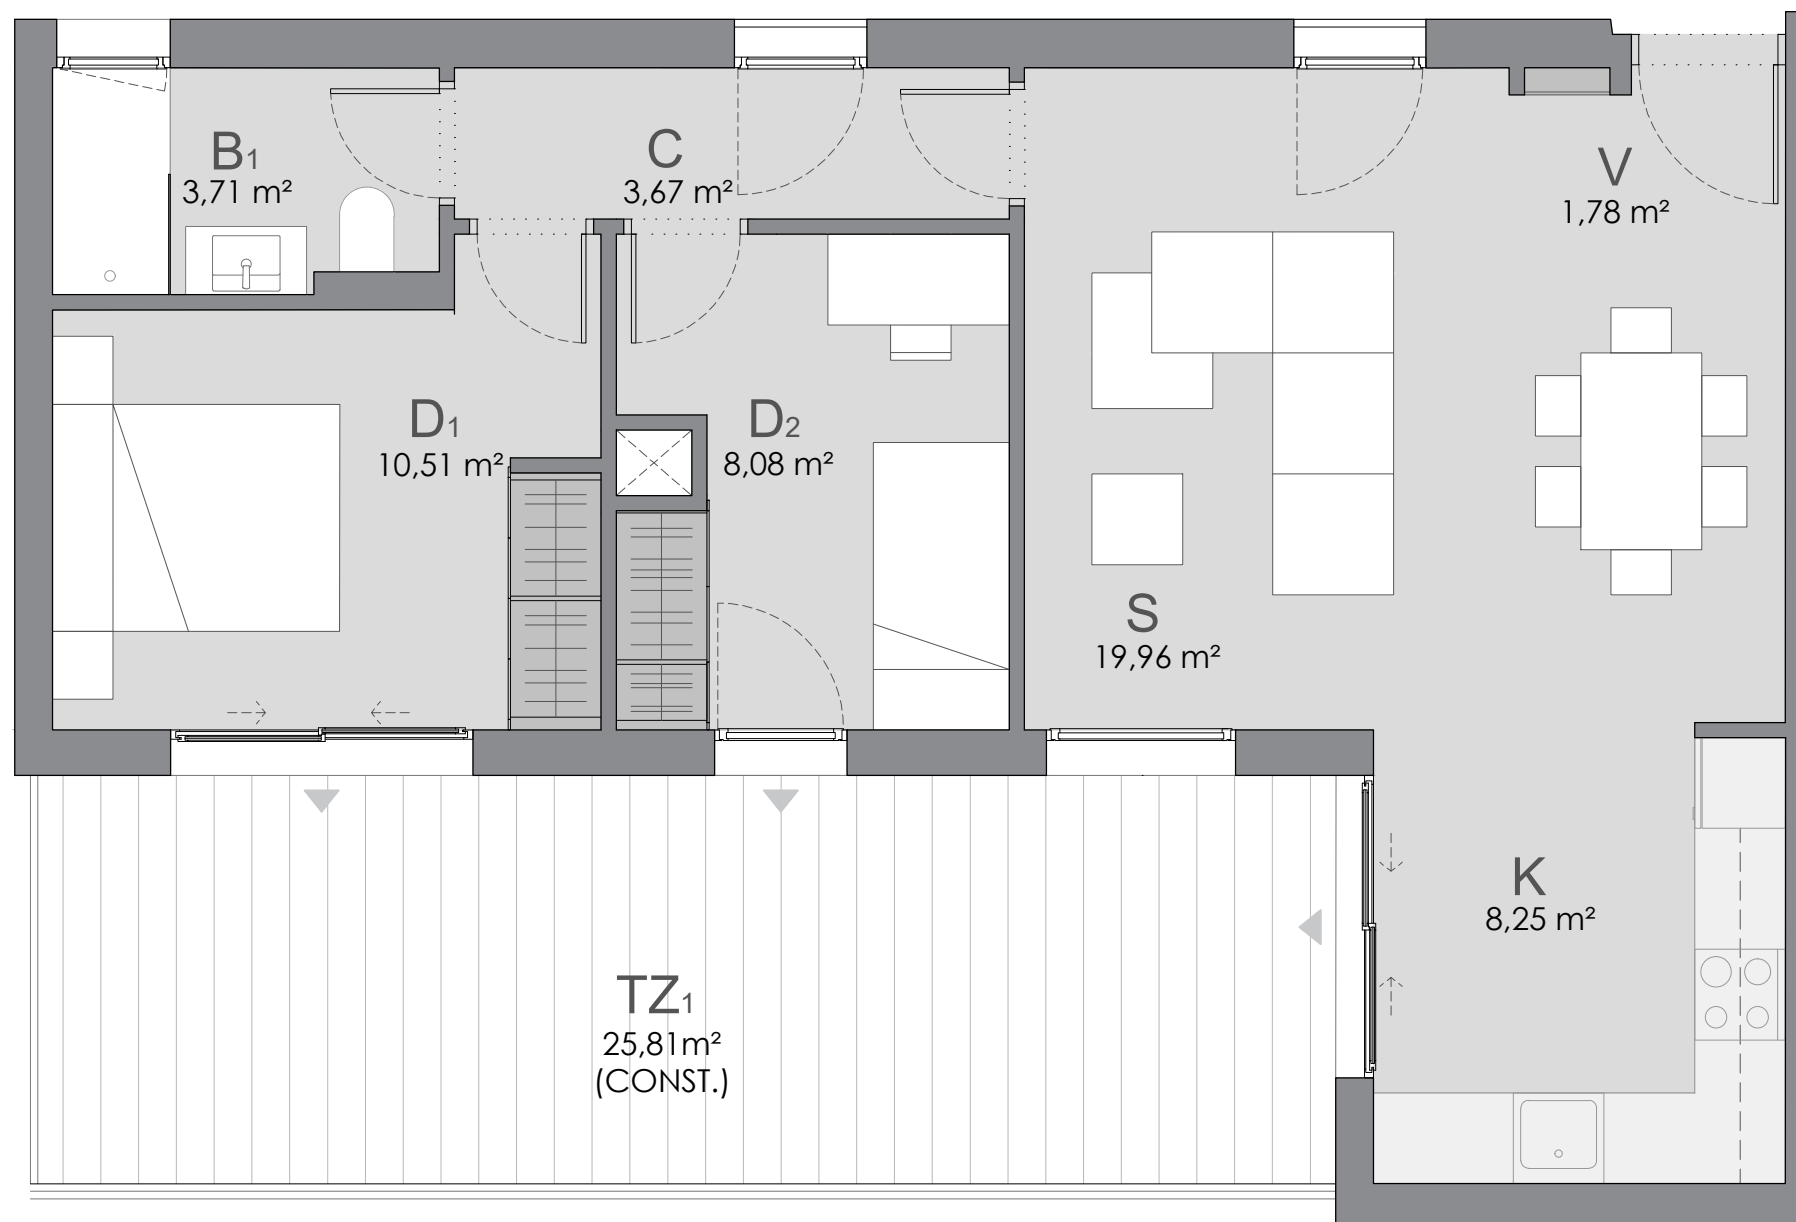 B1
3,71 m²
C
3,67 m²
V
1,78 m²
D1
10,51 m²
D2
8,08 m²
S
19,96 m²
K
8,25 m²
TZ1
25,81m²
(CONST.)